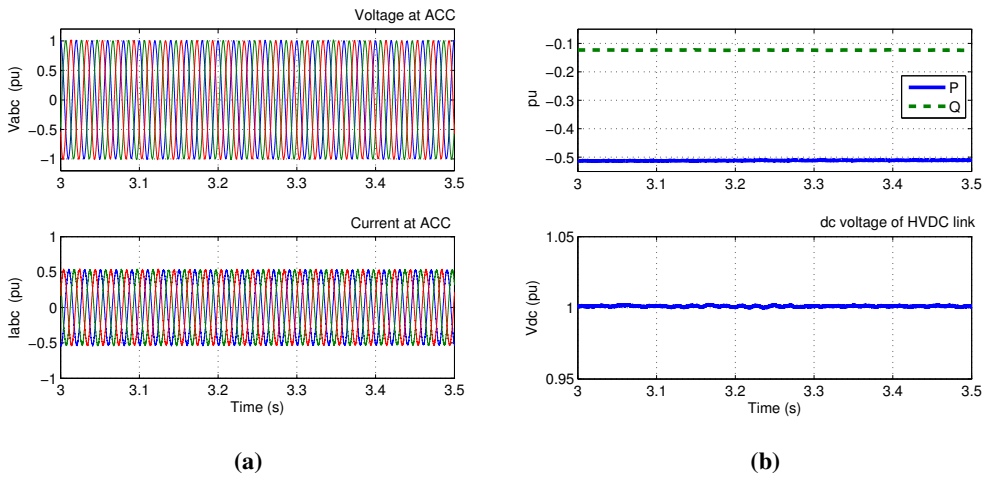 Voltage at ACC
1
0.5
0
−0.5
−1
Vabc (pu)
3 3.1 3.2 3.3 3.4 3.5
Current at ACC
1
0.5
0
−0.5
−1
Iabc (pu)
3 3.1 3.2 3.3 3.4 3.5
Time (s)
(a)
−0.1
−0.2
−0.3
−0.4
−0.5
pu
P
Q
3 3.1 3.2 3.3 3.4 3.5
dc voltage of HVDC link
1.05
1
0.95
Vdc (pu)
3 3.1 3.2 3.3 3.4 3.5
Time (s)
(b)